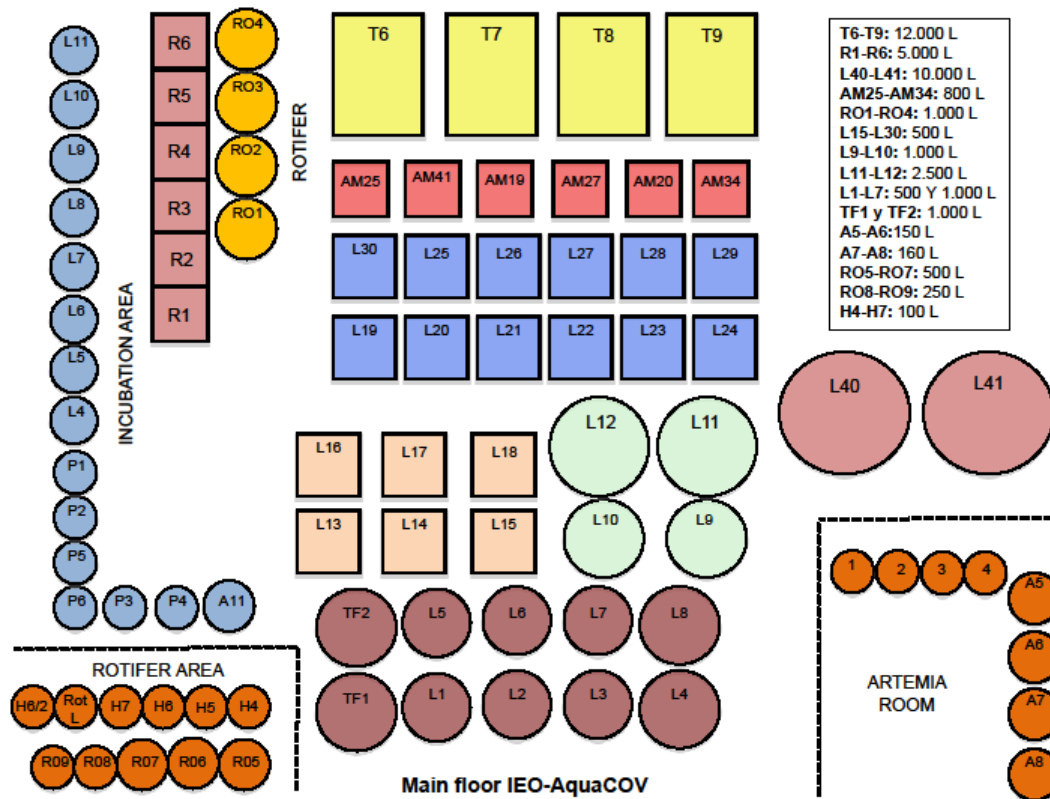 L11
L10
L9
L8
L7
L6
L5
L4
P1
P2
P5
P6
P3
P4
A11
INCUBATION AREA
R6
R5
R4
R3
R2
R1
RO4
RO3
RO2
RO1
ROTIFER
T6
T7
T8
T9
AM25
AM41
AM19
AM27
AM20
AM34
L30
L25
L26
L27
L28
L29
L19
L20
L21
L22
L23
L24
L16
L17
L18
L13
L14
L15
L12
L11
L10
L9
TF2
L5
L6
L7
L8
TF1
L1
L2
L3
L4
T6-T9: 12.000 L
R1-R6: 5.000 L
L40-L41: 10.000 L
AM25-AM34: 800 L
RO1-RO4: 1.000 L
L15-L30: 500 L
L9-L10: 1.000 L
L11-L12: 2.500 L
L1-L7: 500 Y 1.000 L
TF1 y TF2: 1.000 L
A5-A6:150 L
A7-A8: 160 L
RO5-RO7: 500 L
RO8-RO9: 250 L
H4-H7: 100 L
L40
L41
1
2
3
4
A5
A6
A7
A8
ARTEMIA
ROOM
ROTIFER AREA
H6/2
Rot
L
H7
H6
H5
H4
R09
R08
R07
R06
R05
Main floor IEO-AquaCOV